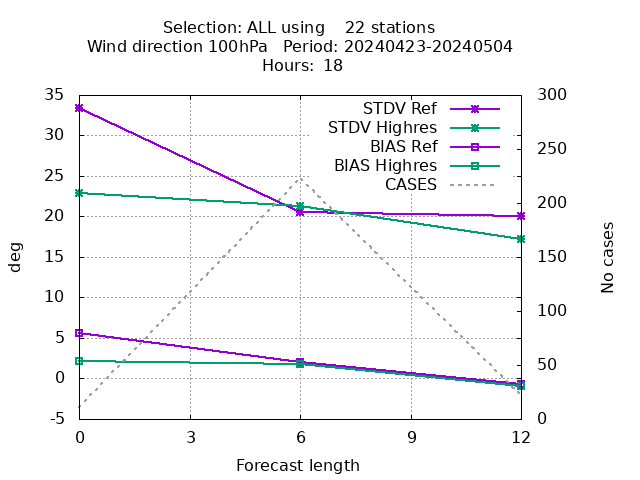 Selection: ALL using    22 stations
Wind direction 100hPa   Period: 20240423-20240504
Hours: 18
35
30
25
20
15
10
5
0
-5
deg
STDV Ref
STDV Highres
BIAS Ref
BIAS Highres
CASES
300
250
200
150
100
50
0
No cases
0 3 6 9 12
Forecast length